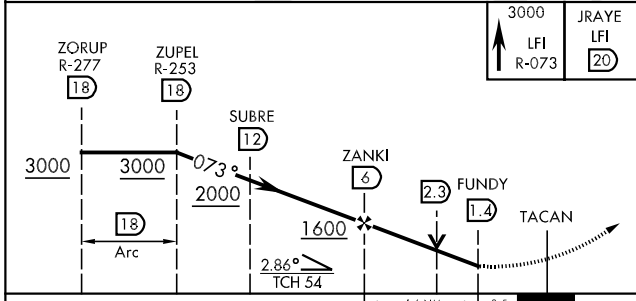 3000
LFI
R-073
JRAYE
LFI
20
ZORUP
R-277
18
ZUPEL
R-253
18
SUBRE
12
ZANKI
6
2.3
FUNDY
1.4
TACAN
3000
3000
073°
2000
1600
18
Arc
2.86°
TCH 54